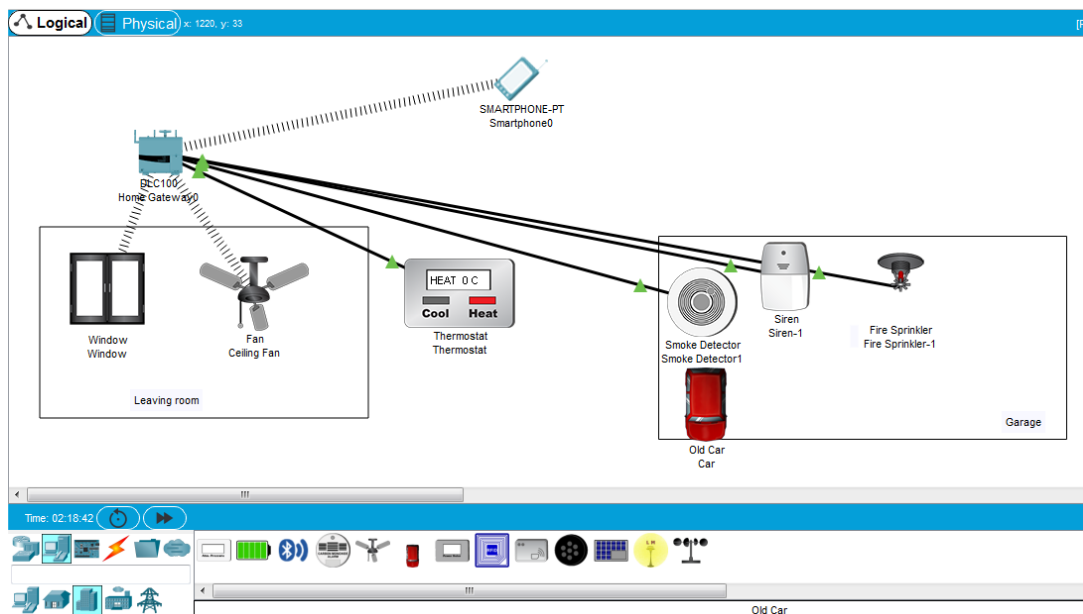 Logical
Physical
x: 1220, y: 33
SMARTPHONE-PT
Smartphone0
DLC100
Home Gateway0
HEAT 0 C
Cool Heat
Thermostat
Thermostat
Window
Window
Fan
Ceiling Fan
Leaving room
Smoke Detector
Smoke Detector1
Siren
Siren-1
Fire Sprinkler
Fire Sprinkler-1
Old Car
Car
Garage
Time: 02:18:42
Old Car